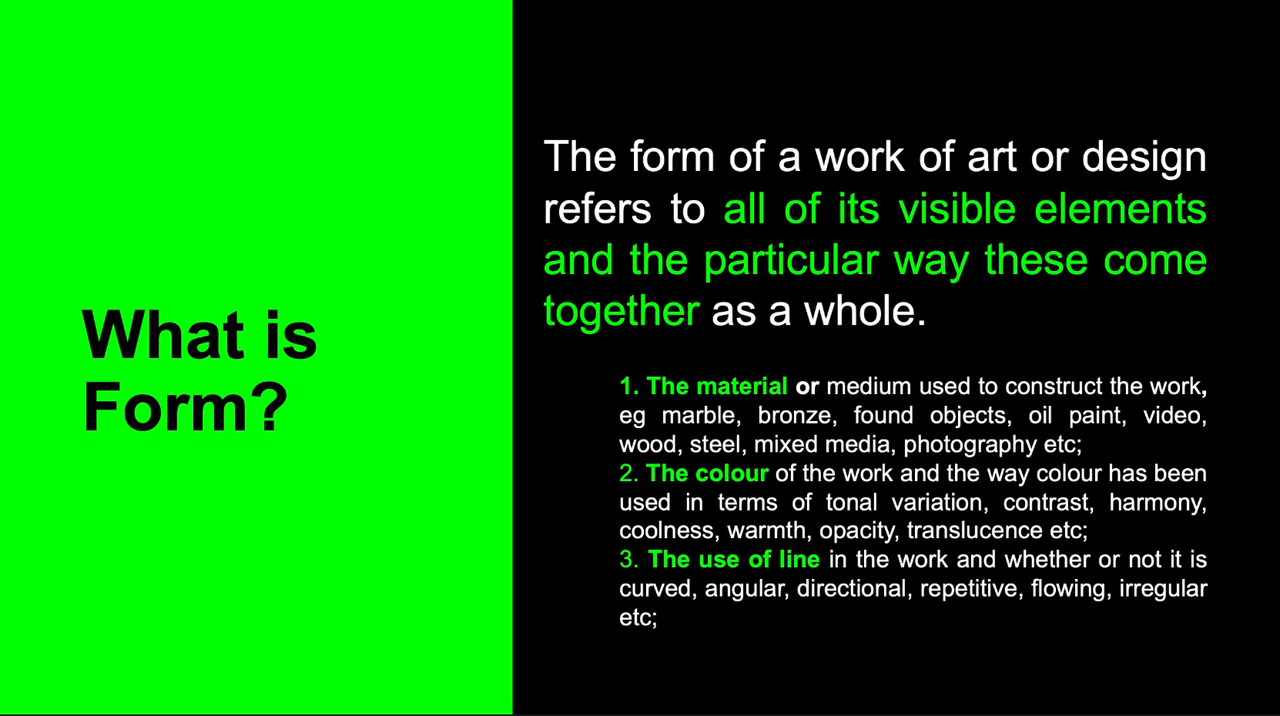 What is
Form?
The form of a work of art or design
refers to all of its visible elements
and the particular way these come
together as a whole.
1. The material or medium used to construct the work,
eg marble, bronze, found objects, oil paint, video,
wood, steel, mixed media, photography etc;
2. The colour of the work and the way colour has been
used in terms of tonal variation, contrast, harmony,
coolness, warmth, opacity, translucence etc;
3. The use of line in the work and whether or not it is
curved, angular, directional, repetitive, flowing, irregular
etc;